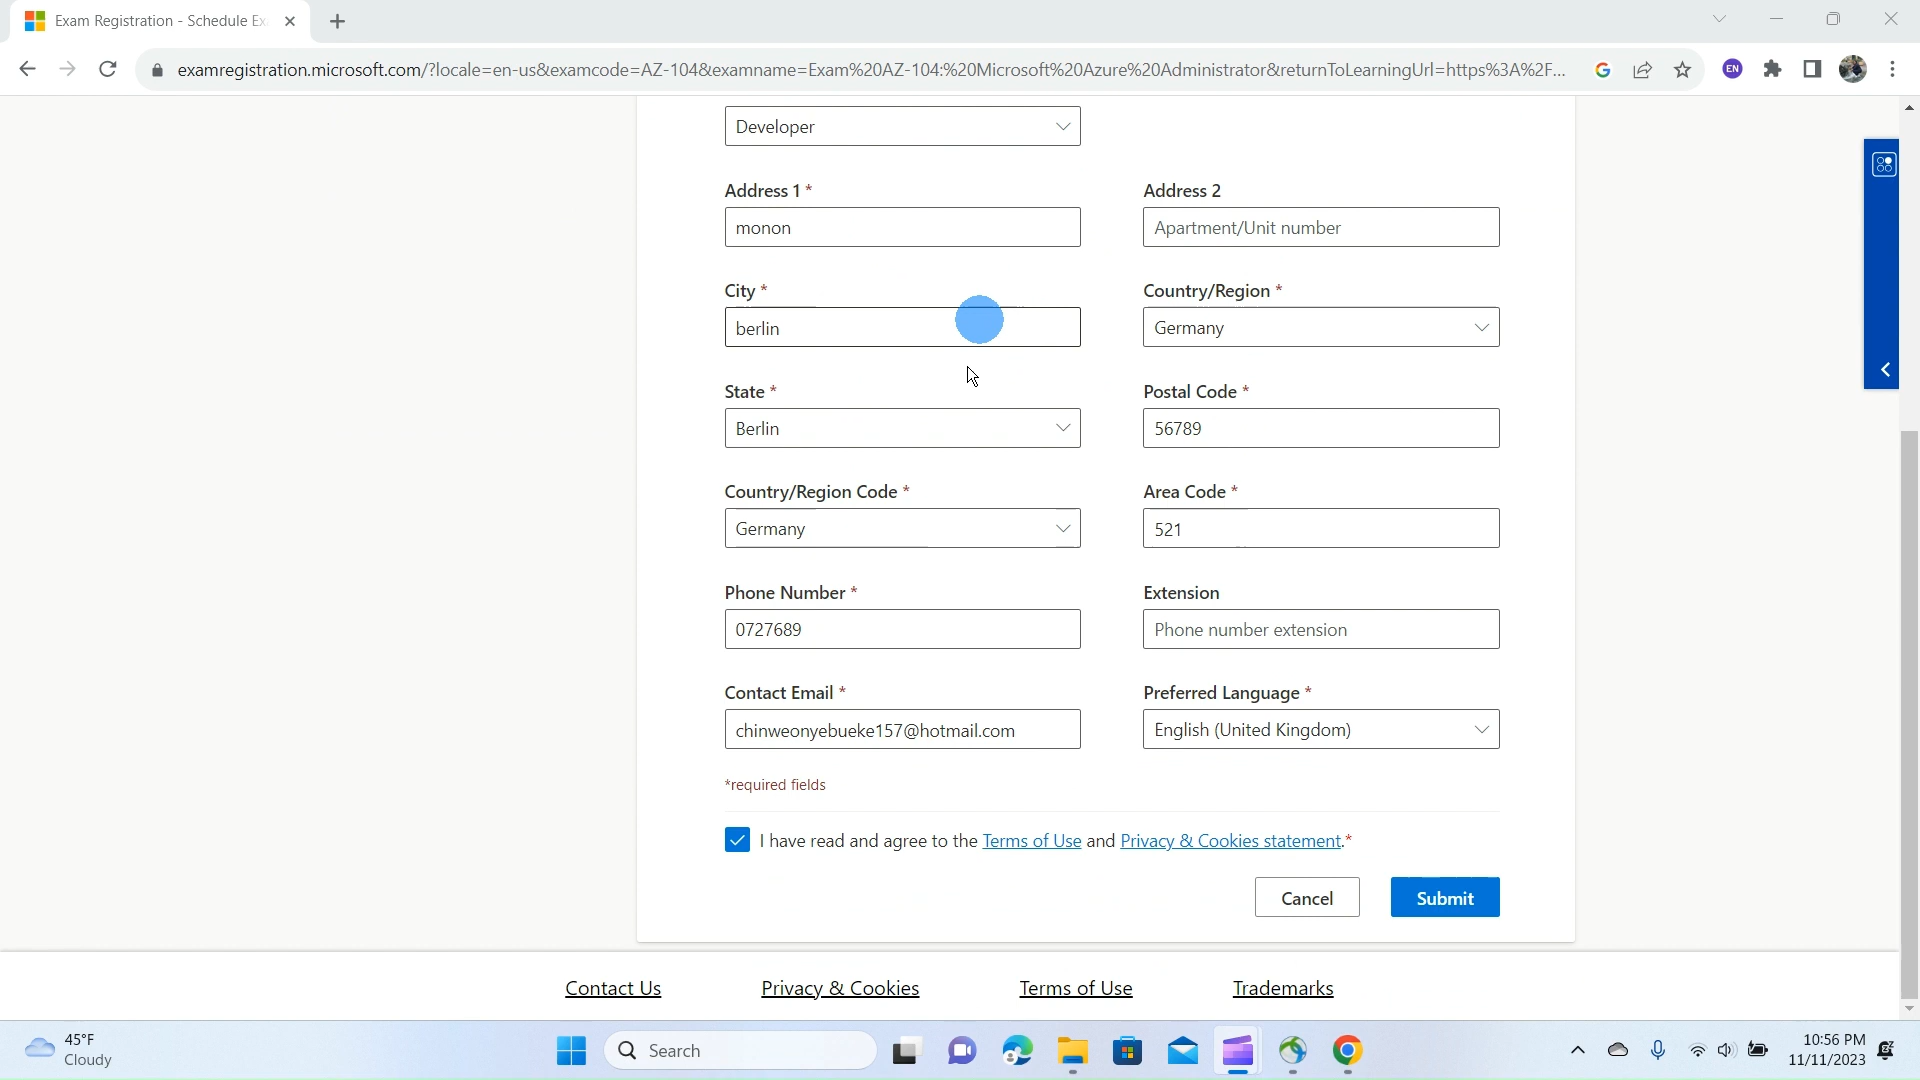 Exam Registration - Schedule Ex
examregistration.microsoft.com/?locale=en-us&examcode=AZ-104&examname=Exam%20AZ-104:%20Microsoft%20Azure%20Administrator&returnToLearningUrl=https%3A%2F...
EN
Developer
Address 1 *
Address 2
monon
Apartment/Unit number
City *
Country/Region *
berlin
Germany
State *
Postal Code *
Berlin
56789
Country/Region Code *
Area Code *
Germany
521
Phone Number *
Extension
0727689
Phone number extension
Contact Email *
Preferred Language *
chinweonyebueke157@hotmail.com
English (United Kingdom)
*required fields
I have read and agree to the Terms of Use and Privacy & Cookies statement.*
Cancel
Submit
Contact Us
Privacy & Cookies
Terms of Use
Trademarks
45°F
Cloudy
Search
10:56 PM
11/11/2023